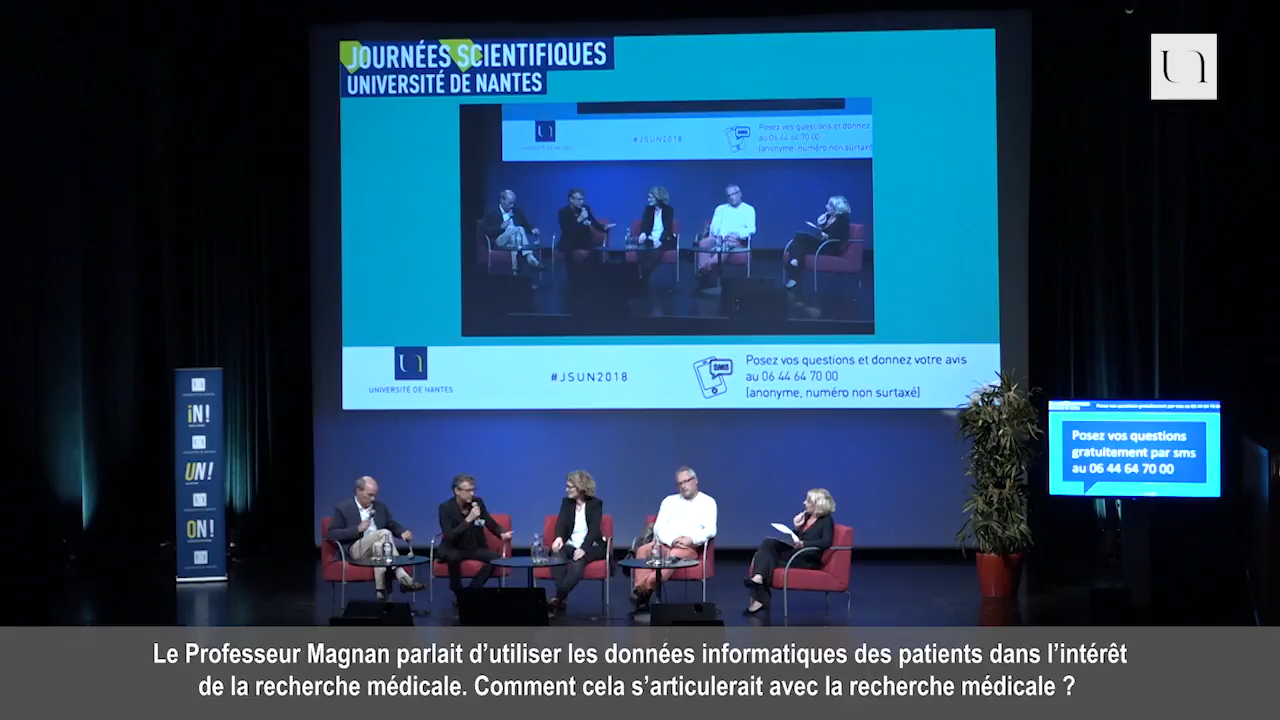 JOURNÉES SCIENTIFIQUES
UNIVERSITÉ DE NANTES
Posez vos questions et donnez
#JSUN2018
au 06 44 64 70 00
(anonyme, numéro non surtaxé
UNIVERSITÉ DE NANTES
#JSUN2018
SMS
Posez vos questions et donnez votre avis
au 06 44 64 70 00
(anonyme, numéro non surtaxé)
iN!
UN!
ON!
Posez vos questions
gratuitement par sms
au 06 44 64 70 00
Le Professeur Magnan parlait d’utiliser les données informatiques des patients dans l’intérêt
de la recherche médicale. Comment cela s’articulerait avec la recherche médicale ?